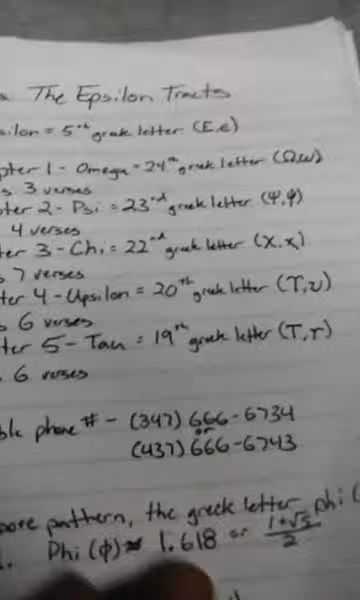 The Epsilon Tracts
silon = 5th greek letter (E,e)
pter 1 - Omega - 24th greek letter (Ω,ω)
s 3 verses
pter 2 - Psi = 23rd greek letter (Ψ,ψ)
4 verses
ter 3 - Chi = 22nd greek letter (X,x)
s 7 verses
ter 4 - Upsilon = 20th greek letter (Τ,υ)
s 6 verses
ter 5 - Tau = 19th greek letter (T,τ)
6 verses
ble phone # - (347) 666-6734
or
(437) 666-6743
pore pattern, the greek letter phi (
Phi (ϕ) ≈ 1.618 or (1+√5)/2